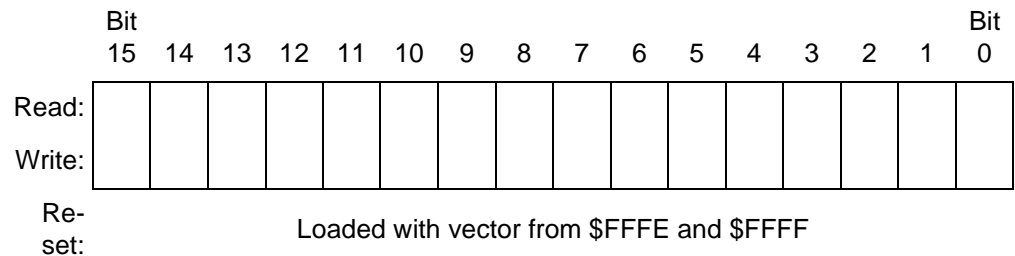 Bit Bit
15 14 13 12 11 10 9 8 7 6 5 4 3 2 1 0
Read:
Write:
Re-
set:
Loaded with vector from $FFFE and $FFFF